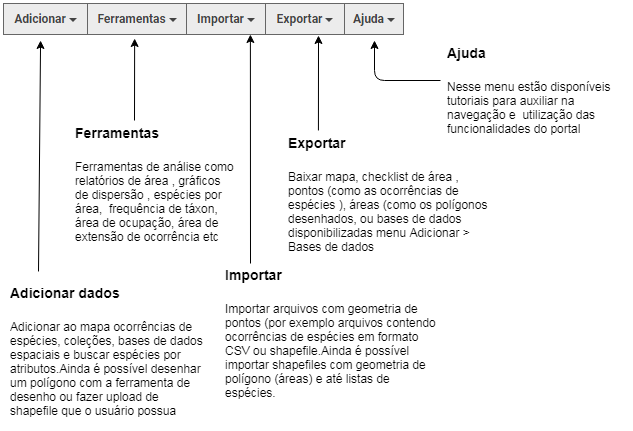 Adicionar
Ferramentas
Importar
Exportar
Ajuda
Ajuda
Nesse menu estão disponíveis
tutoriais para auxiliar na
navegação e utilização das
funcionalidades do portal
Ferramentas
Ferramentas de análise como
relatórios de área , gráficos
de dispersão , espécies por
área, frequência de táxon,
área de ocupação, área de
extensão de ocorrência etc
Exportar
Baixar mapa, checklist de área ,
pontos (como as ocorrências de
espécies ), áreas (como os polígonos
desenhados, ou bases de dados
disponibilizadas menu Adicionar >
Bases de dados
Importar
Importar arquivos com geometria de
pontos (por exemplo arquivos contendo
ocorrências de espécies em formato
CSV ou shapefile.Ainda é possível
importar shapefiles com geometria de
polígono (áreas) e até listas de
espécies.
Adicionar dados
Adicionar ao mapa ocorrências de
espécies, coleções, bases de dados
espaciais e buscar espécies por
atributos.Ainda é possível desenhar
um polígono com a ferramenta de
desenho ou fazer upload de
shapefile que o usuário possua